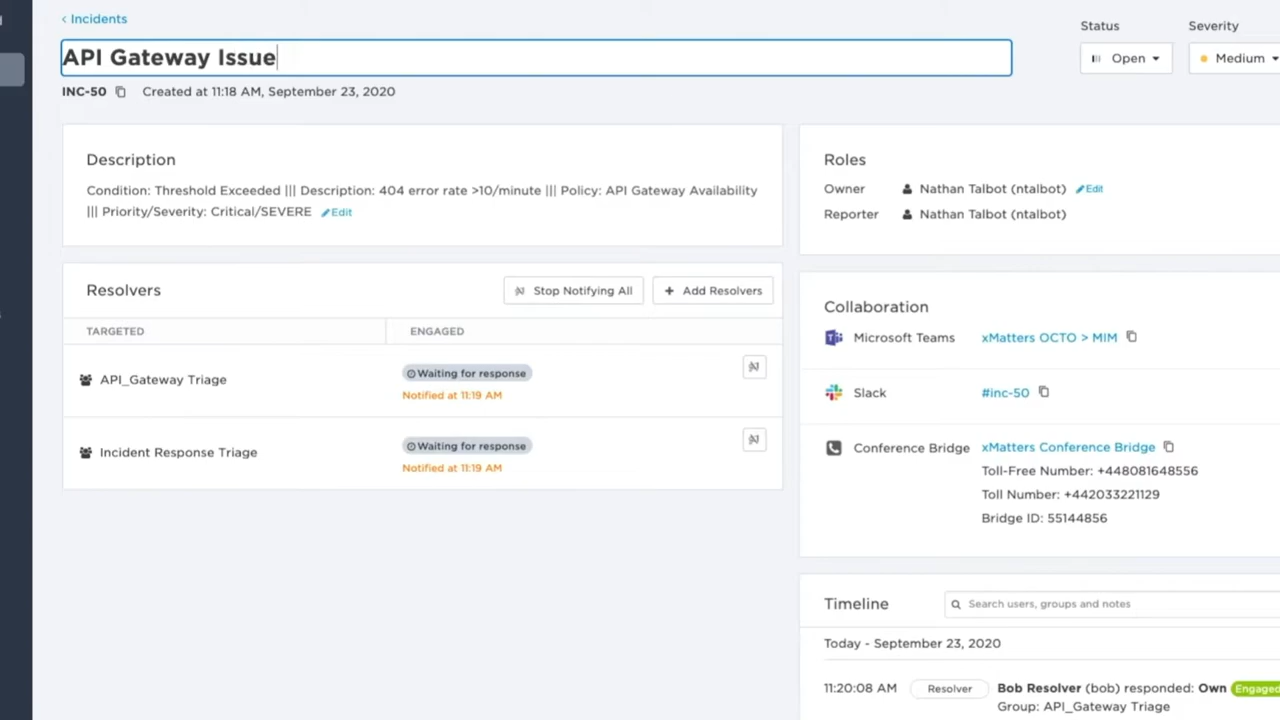 ‹ Incidents
API Gateway Issue
INC-50 Created at 11:18 AM, September 23, 2020
Status
Open
Severity
Medium
Description
Condition: Threshold Exceeded ||| Description: 404 error rate >10/minute ||| Policy: API Gateway Availability
||| Priority/Severity: Critical/SEVERE Edit
Resolvers
Stop Notifying All
+ Add Resolvers
TARGETED ENGAGED
API_Gateway Triage
Waiting for response
Notified at 11:19 AM
Incident Response Triage
Waiting for response
Notified at 11:19 AM
Roles
Owner Nathan Talbot (ntalbot) Edit
Reporter Nathan Talbot (ntalbot)
Collaboration
Microsoft Teams xMatters OCTO > MIM
Slack #inc-50
Conference Bridge xMatters Conference Bridge
Toll-Free Number: +448081648556
Toll Number: +442033221129
Bridge ID: 55144856
Timeline
Search users, groups and notes
Today - September 23, 2020
11:20:08 AM Resolver Bob Resolver (bob) responded: Own Engaged
Group: API_Gateway Triage